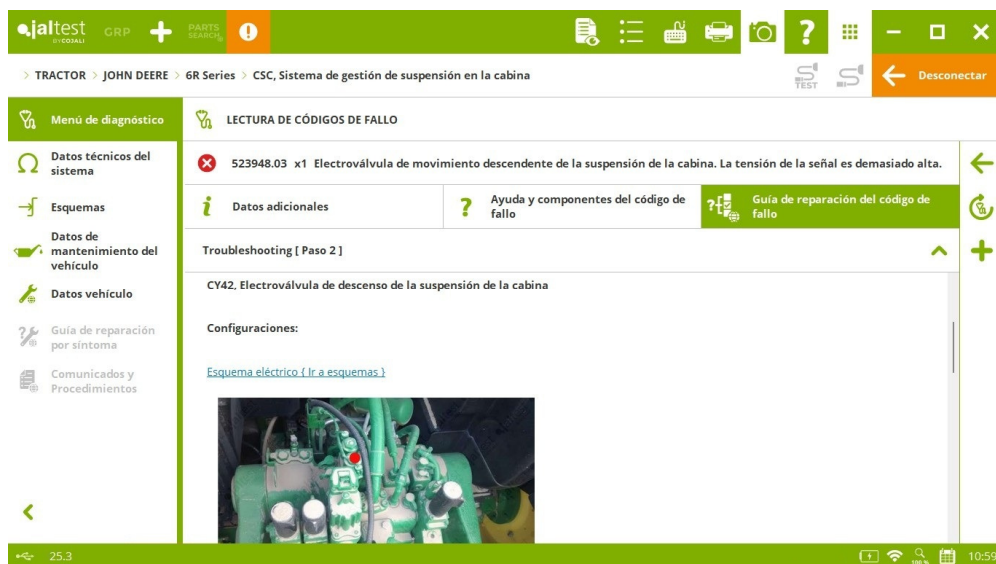 jaltest GRP PARTS SEARCH
BY COJALI
> TRACTOR > JOHN DEERE > 6R Series > CSC, Sistema de gestión de suspensión en la cabina
TEST
Desconectar
Menú de diagnóstico
LECTURA DE CÓDIGOS DE FALLO
Datos técnicos del
sistema
523948.03 x1 Electroválvula de movimiento descendente de la suspensión de la cabina. La tensión de la señal es demasiado alta.
Esquemas
Datos adicionales
Ayuda y componentes del código de
fallo
Guía de reparación del código de
fallo
Datos de
mantenimiento del
vehículo
Troubleshooting [ Paso 2 ]
Datos vehículo
CY42, Electroválvula de descenso de la suspensión de la cabina
Guía de reparación
por síntoma
Configuraciones:
Comunicados y
Procedimientos
Esquema eléctrico { Ir a esquemas }
25.3
100 %
10:59